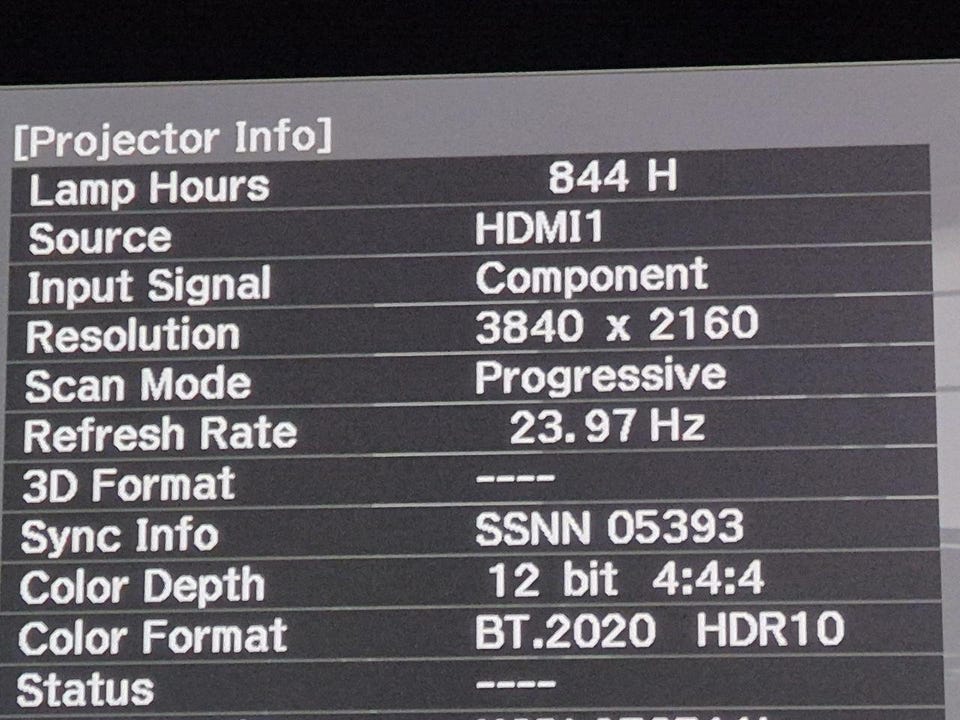 [Projector Info]
Lamp Hours 844 H
Source HDMI1
Input Signal Component
Resolution 3840 x 2160
Scan Mode Progressive
Refresh Rate 23.97 Hz
3D Format ----
Sync Info SSNN 05393
Color Depth 12 bit 4:4:4
Color Format BT.2020 HDR10
Status ----